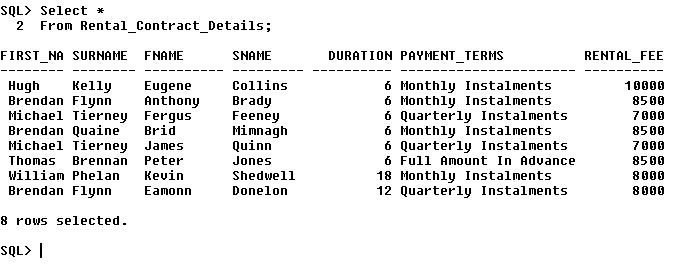 SQL> Select *
  2  From Rental_Contract_Details;
FIRST_NA SURNAME  FNAME      SNAME        DURATION PAYMENT_TERMS          RENTAL_FEE
-------- -------- ---------- ---------- ---------- ---------------------- ----------
 Hugh    Kelly    Eugene     Collins             6 Monthly Instalments         10000
 Brendan Flynn    Anthony    Brady               6 Monthly Instalments          8500
 Michael Tierney  Fergus     Feeney              6 Quarterly Instalments        7000
 Brendan Quaine   Brid       Mimnagh             6 Monthly Instalments          8500
 Michael Tierney  James      Quinn               6 Quarterly Instalments        7000
 Thomas  Brennan  Peter      Jones               6 Full Amount In Advance       8500
 William Phelan   Kevin      Shedwell           18 Monthly Instalments          8000
 Brendan Flynn    Eamonn     Donelon            12 Quarterly Instalments        8000
8 rows selected.
SQL>